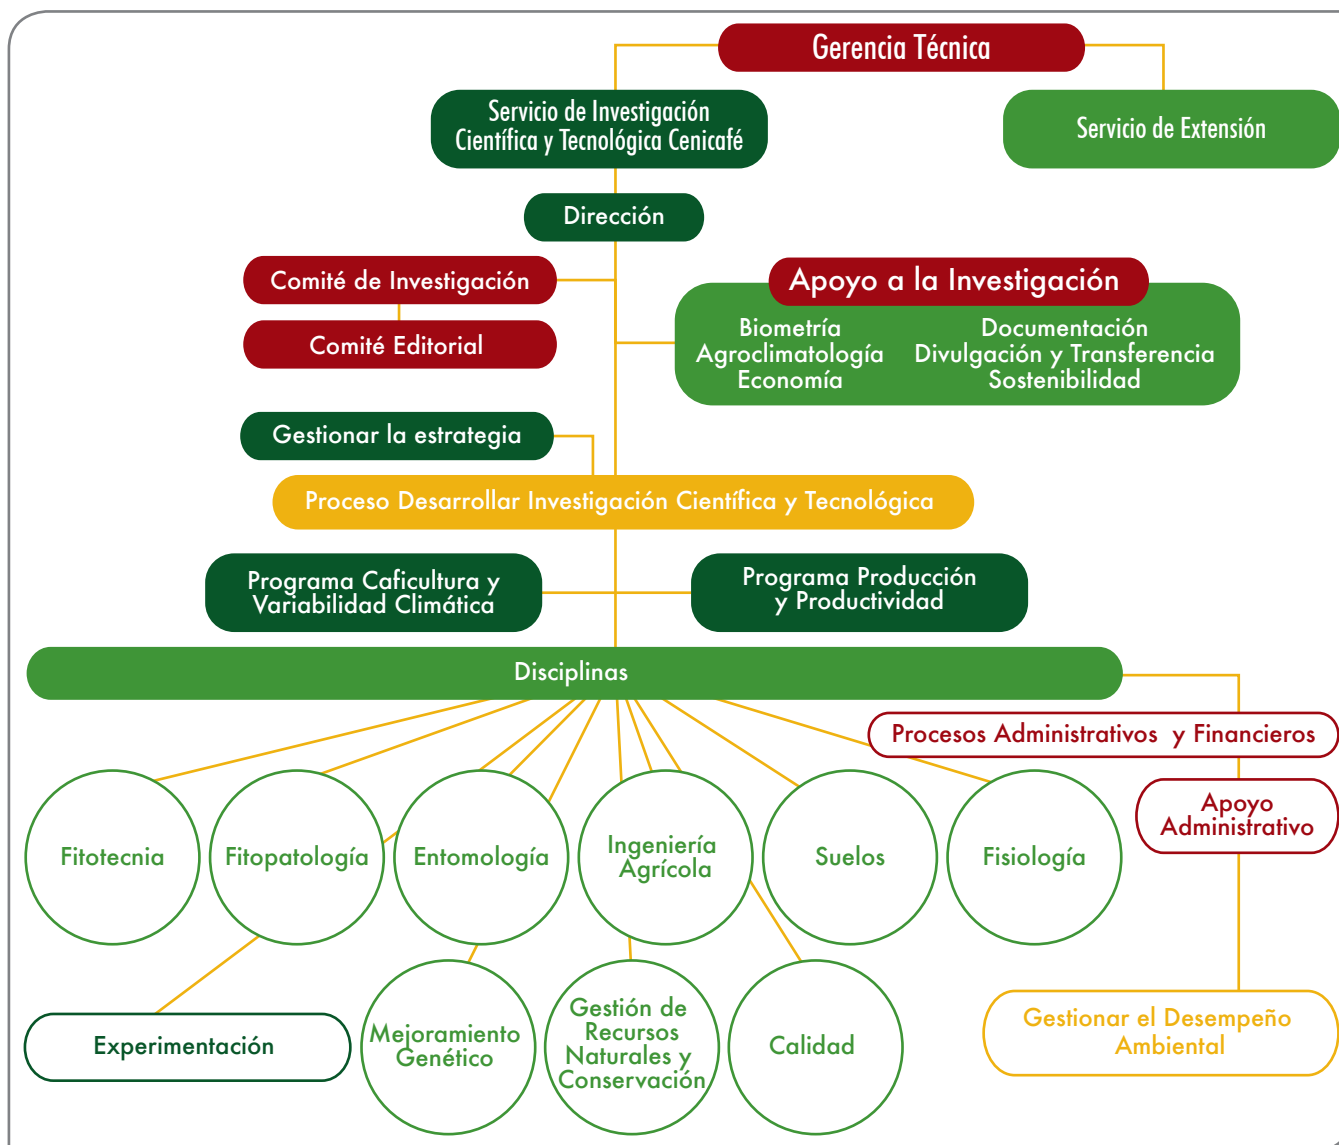 Gerencia Técnica
Servicio de Investigación
Científica y Tecnológica Cenicafé
Servicio de Extensión
Dirección
Comité de Investigación
Comité Editorial
Apoyo a la Investigación
Biometría
Agroclimatología
Economía
Documentación
Divulgación y Transferencia
Sostenibilidad
Gestionar la estrategia
Proceso Desarrollar Investigación Científica y Tecnológica
Programa Caficultura y
Variabilidad Climática
Programa Producción
y Productividad
Disciplinas
Procesos Administrativos y Financieros
Apoyo
Administrativo
Fitotecnia
Fitopatología
Entomología
Ingeniería
Agrícola
Suelos
Fisiología
Experimentación
Mejoramiento
Genético
Gestión de
Recursos
Naturales y
Conservación
Calidad
Gestionar el Desempeño
Ambiental